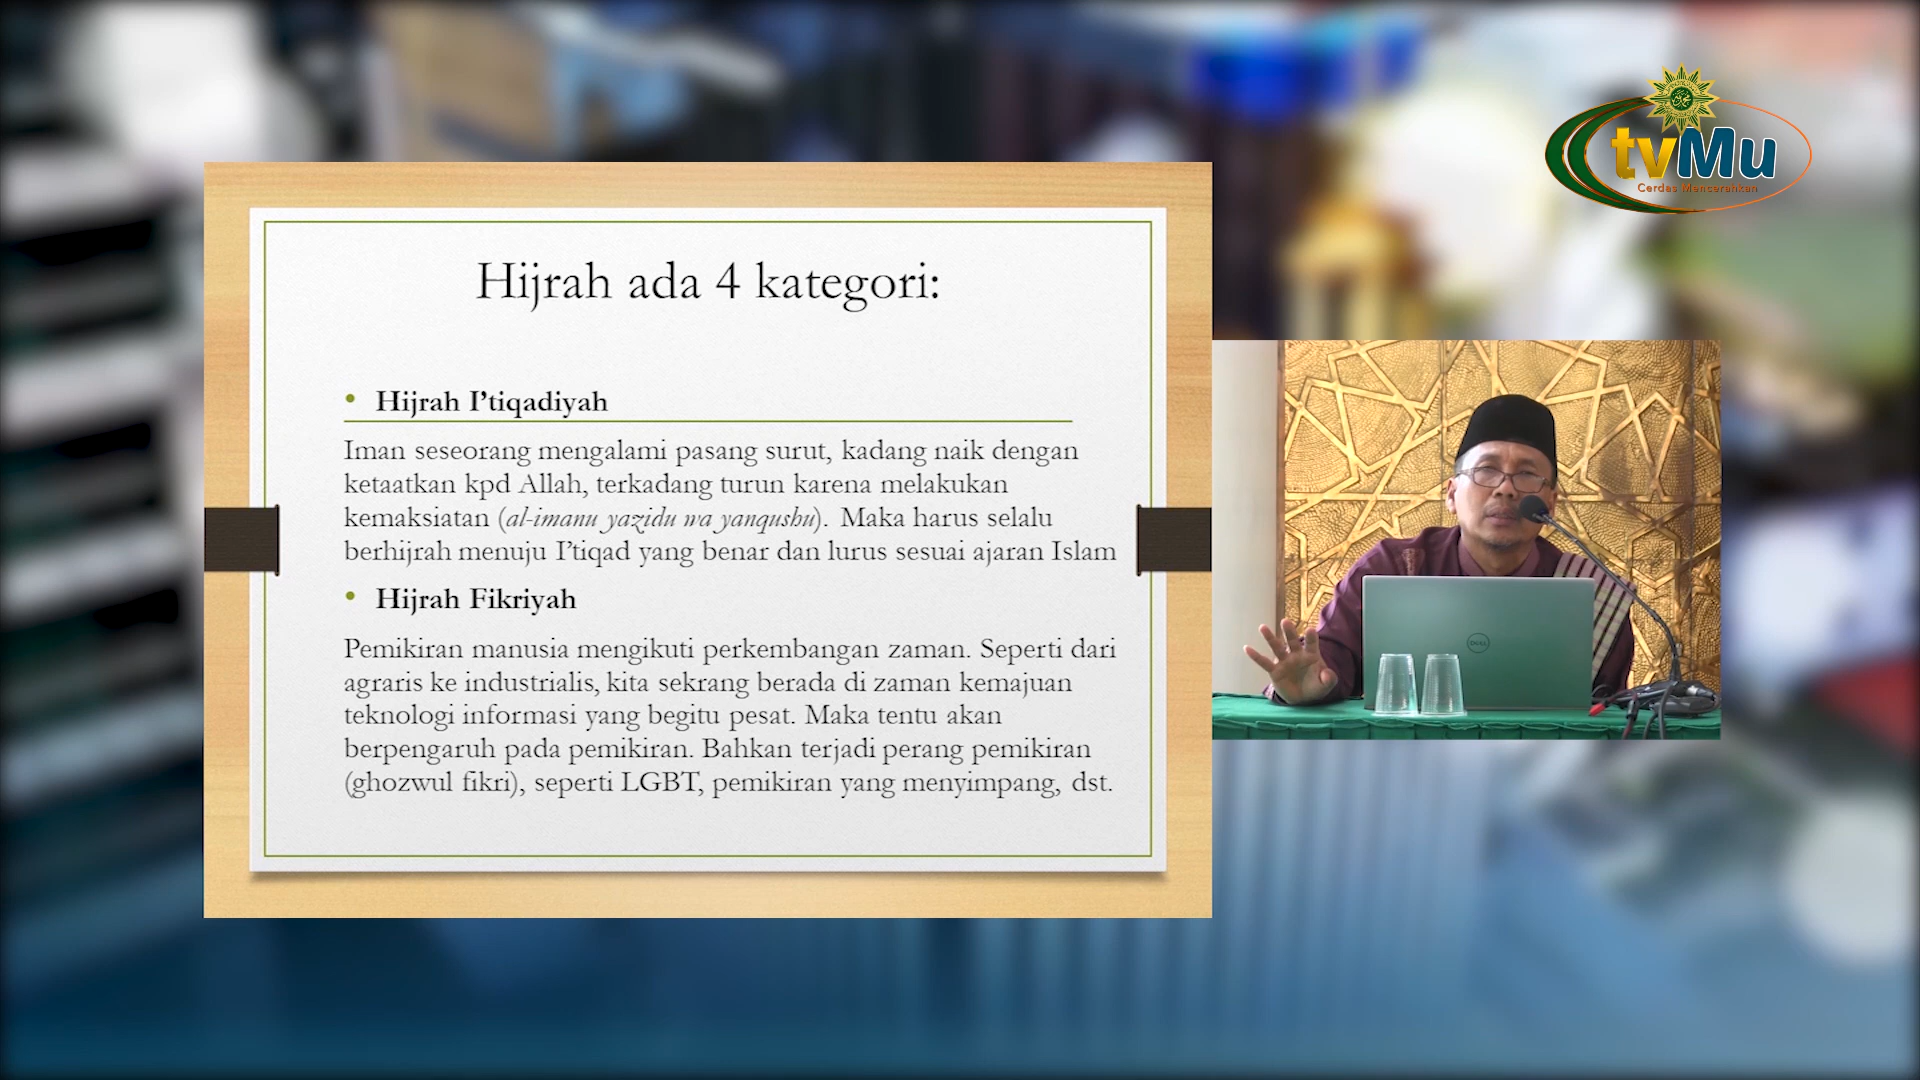 tvMu
Cerdas Mencerahkan
Hijrah ada 4 kategori:
• Hijrah I'tiqadiyah
Iman seseorang mengalami pasang surut, kadang naik dengan
ketaatkan kpd Allah, terkadang turun karena melakukan
kemaksiatan (al-imanu yazidu wa yanqushu). Maka harus selalu
berhijrah menuju I'tiqad yang benar dan lurus sesuai ajaran Islam
• Hijrah Fikriyah
Pemikiran manusia mengikuti perkembangan zaman. Seperti dari
agraris ke industrialis, kita sekrang berada di zaman kemajuan
teknologi informasi yang begitu pesat. Maka tentu akan
berpengaruh pada pemikiran. Bahkan terjadi perang pemikiran
(ghozwul fikri), seperti LGBT, pemikiran yang menyimpang, dst.
DELL